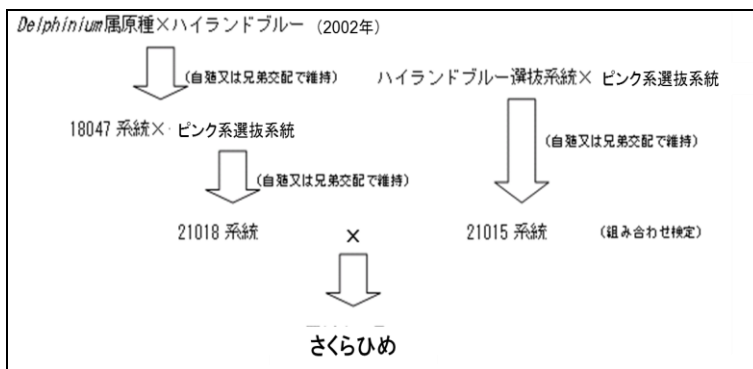 Delphinium属原種×ハイランドブルー (2002年)
(自殖又は兄弟交配で維持)
ハイランドブルー選抜系統× ピンク系選抜系統
18047 系統× ピンク系選抜系統
(自殖又は兄弟交配で維持)
(自殖又は兄弟交配で維持)
21018 系統 × 21015 系統 (組み合わせ検定)
さくらひめ